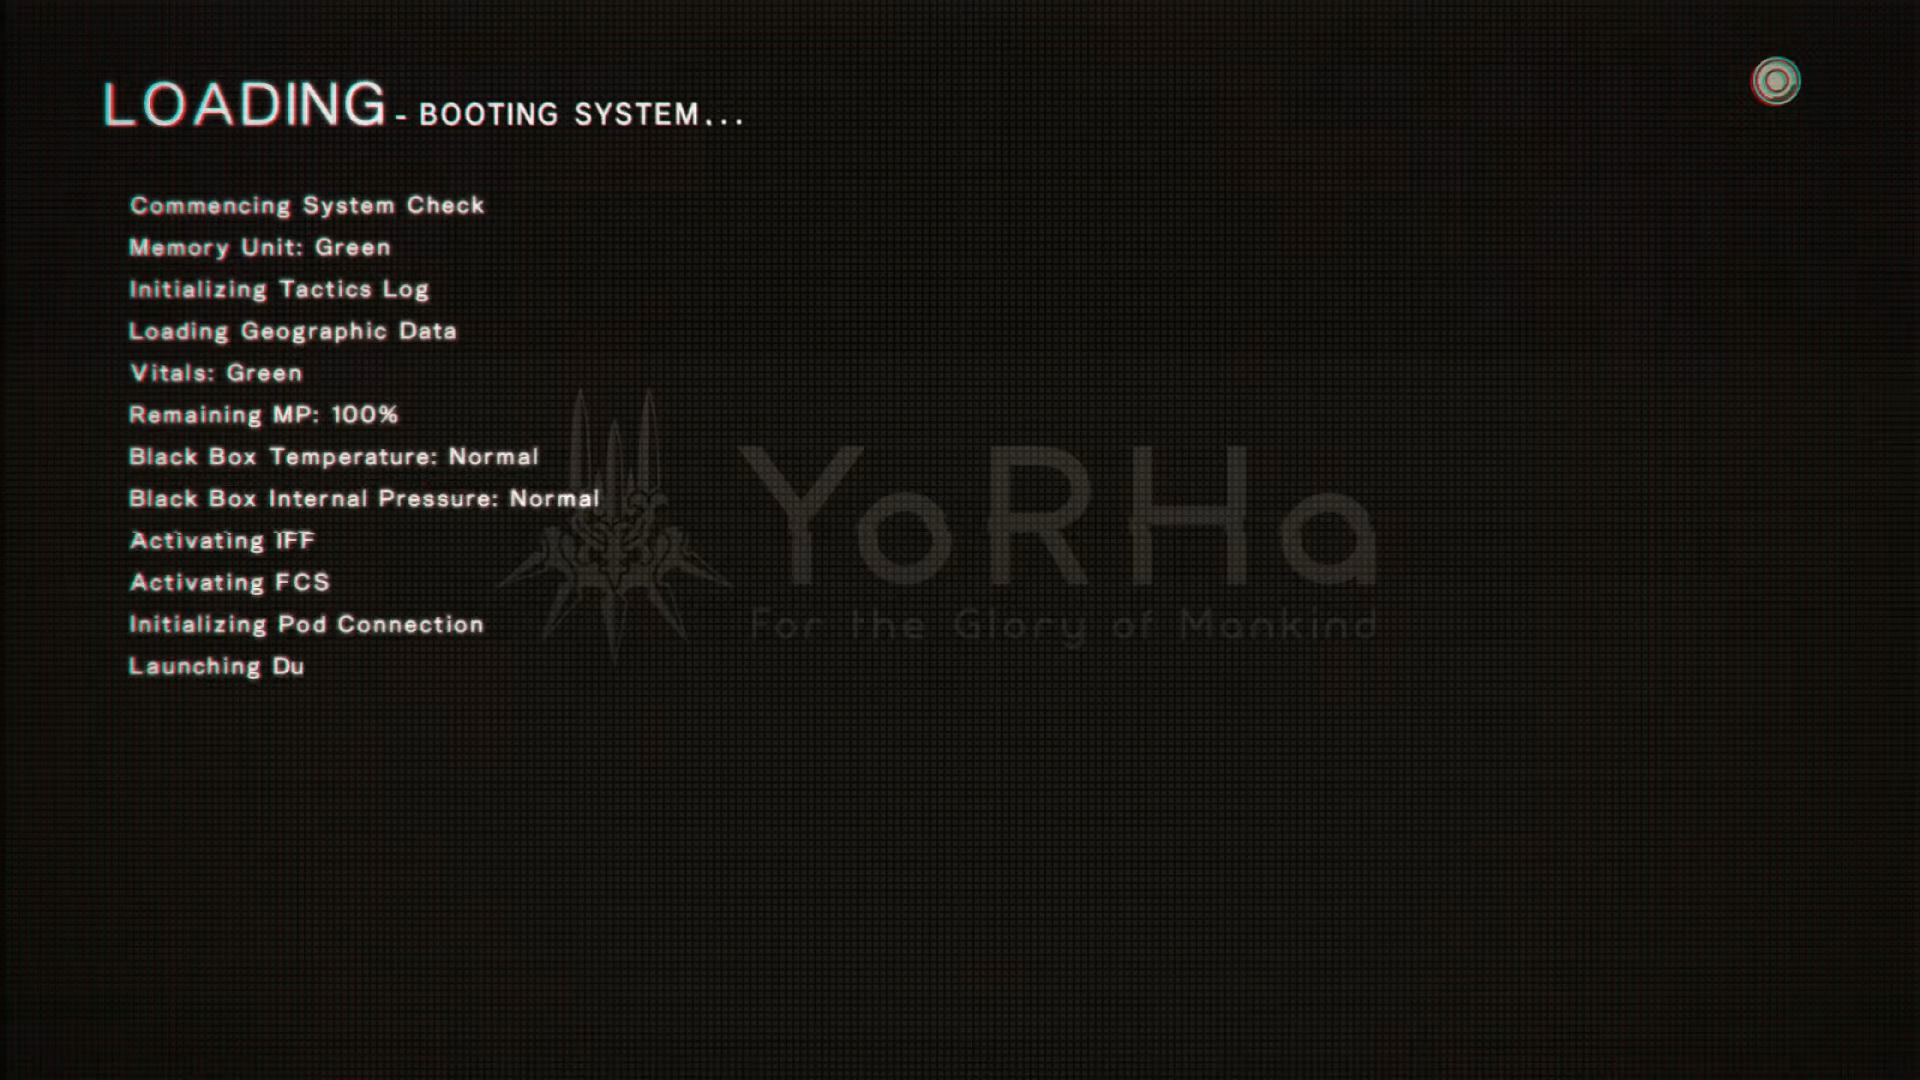 LOADING - BOOTING SYSTEM...
Commencing System Check
Memory Unit: Green
Initializing Tactics Log
Loading Geographic Data
Vitals: Green
Remaining MP: 100%
Black Box Temperature: Normal
Black Box Internal Pressure: Normal
Activating IFF
Activating FCS
Initializing Pod Connection
Launching Du
YoRHa
For the Glory of Mankind